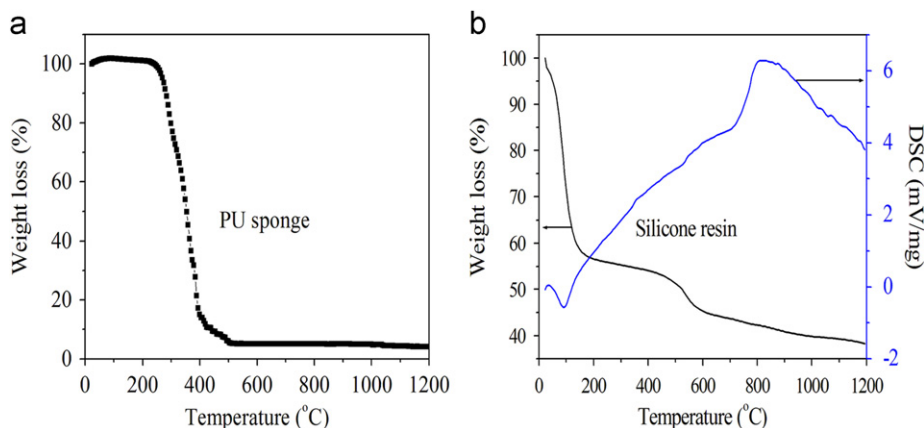 a
100
80
60
40
20
0
Weight loss (%)
PU sponge
0 200 400 600 800 1000 1200
Temperature (°C)
b
100
90
80
70
60
50
40
Weight loss (%)
Silicone resin
6
4
2
0
-2
DSC (mV/mg)
0 200 400 600 800 1000 1200
Temperature (°C)